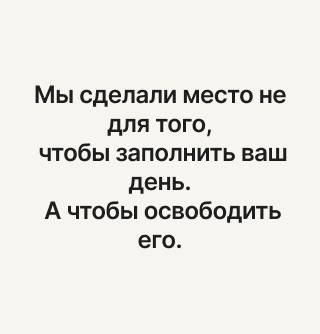 Мы сделали место не
для того,
чтобы заполнить ваш
день.
А чтобы освободить
его.